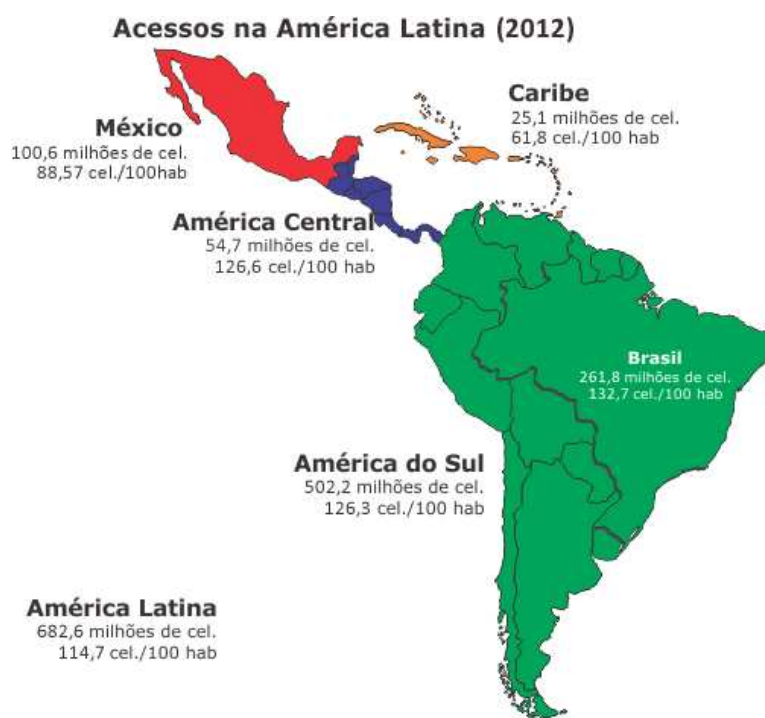 Acessos na América Latina (2012)
México
100,6 milhões de cel.
88,57 cel./100hab
Caribe
25,1 milhões de cel.
61,8 cel./100 hab
América Central
54,7 milhões de cel.
126,6 cel./100 hab
Brasil
261,8 milhões de cel.
132,7 cel./100 hab
América do Sul
502,2 milhões de cel.
126,3 cel./100 hab
América Latina
682,6 milhões de cel.
114,7 cel./100 hab